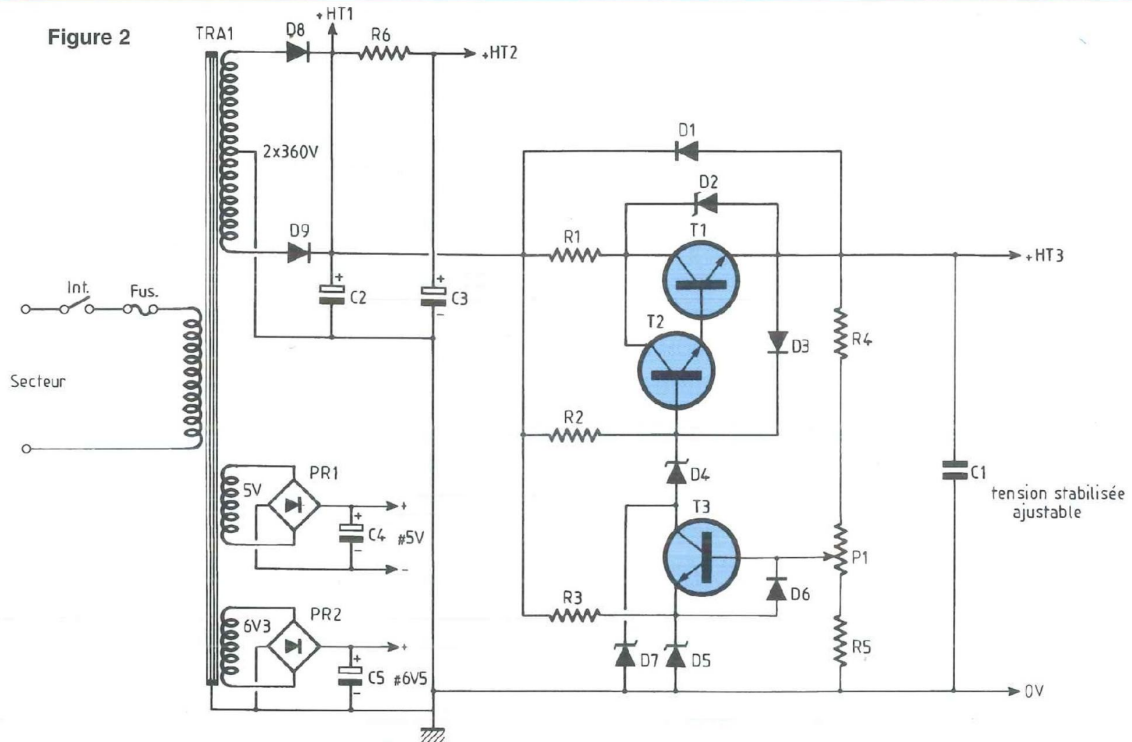 Figure 2
TRA1
D8
+HT1
R6
+HT2
2x360V
D9
C2
+
C3
+
-
Int.
Fus.
Secteur
D1
D2
R1
T1
+HT3
T2
D3
R4
R2
D4
C1
tension stabilisée
ajustable
T3
P1
R3
D6
D7
D5
R5
0V
5V
PR1
+
+
C4
#5V
-
-
6V3
PR2
+
+
C5
#6V5
-